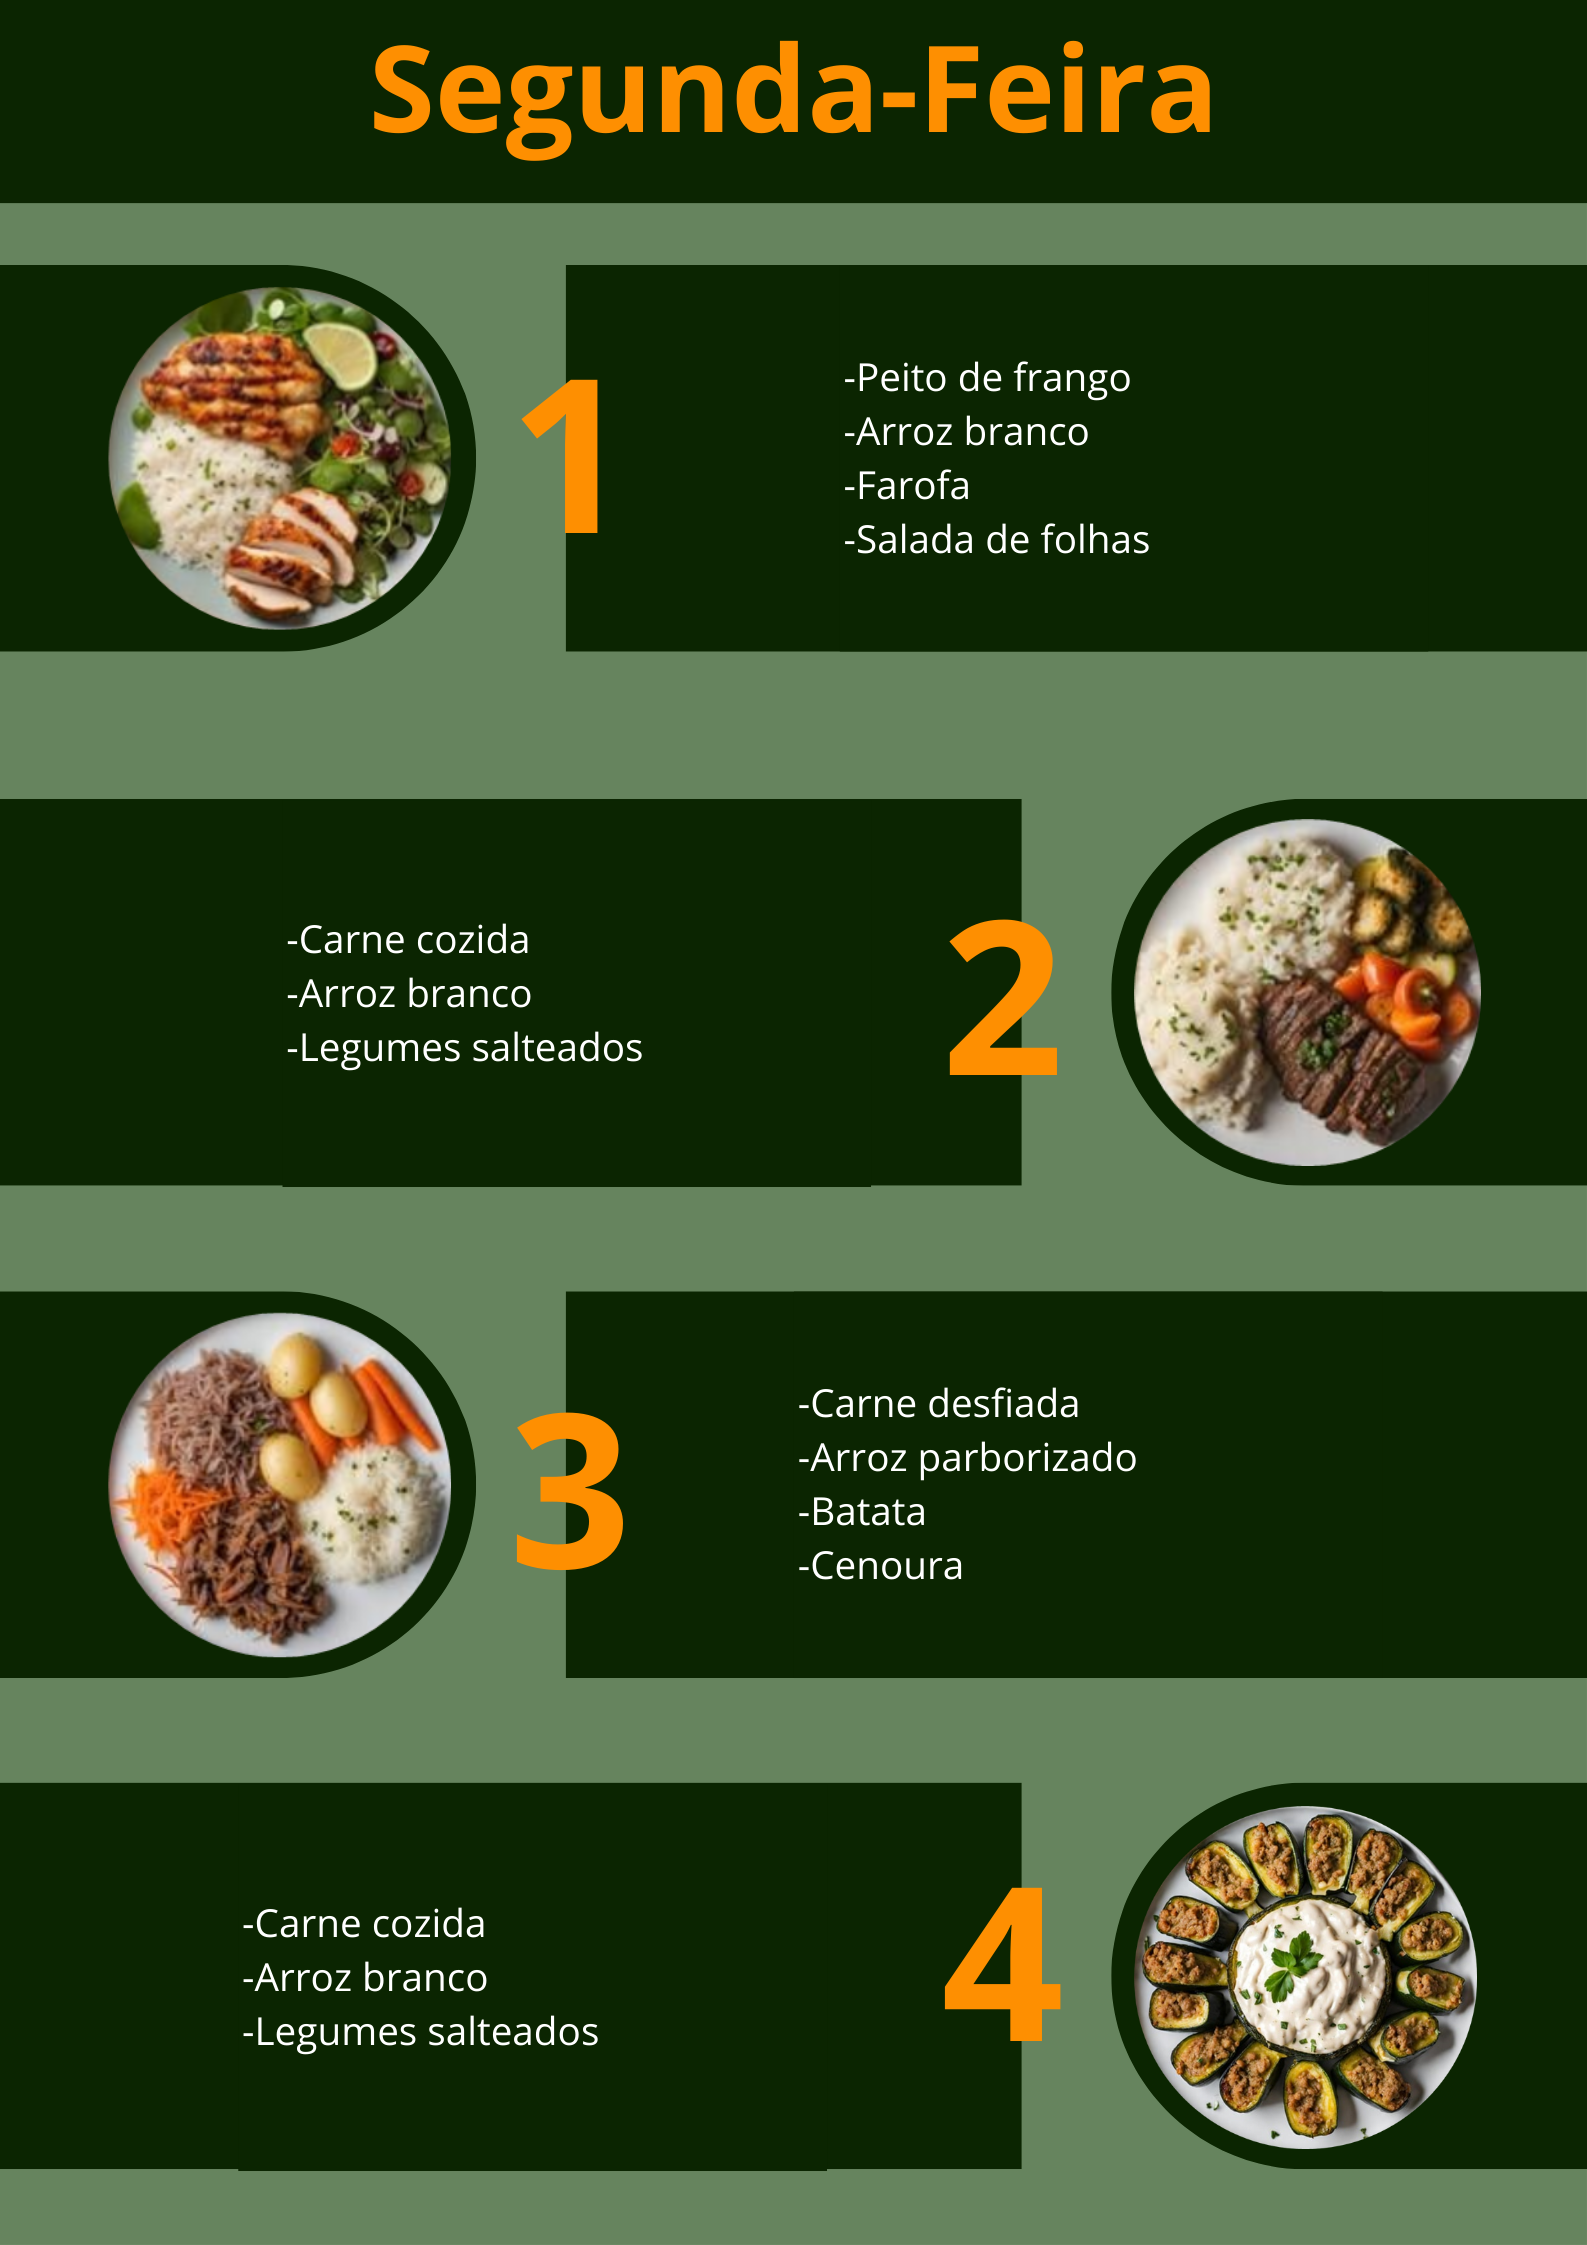 Segunda-Feira
1
-Peito de frango
-Arroz branco
-Farofa
-Salada de folhas
2
-Carne cozida
-Arroz branco
-Legumes salteados
3
-Carne desfiada
-Arroz parborizado
-Batata
-Cenoura
4
-Carne cozida
-Arroz branco
-Legumes salteados